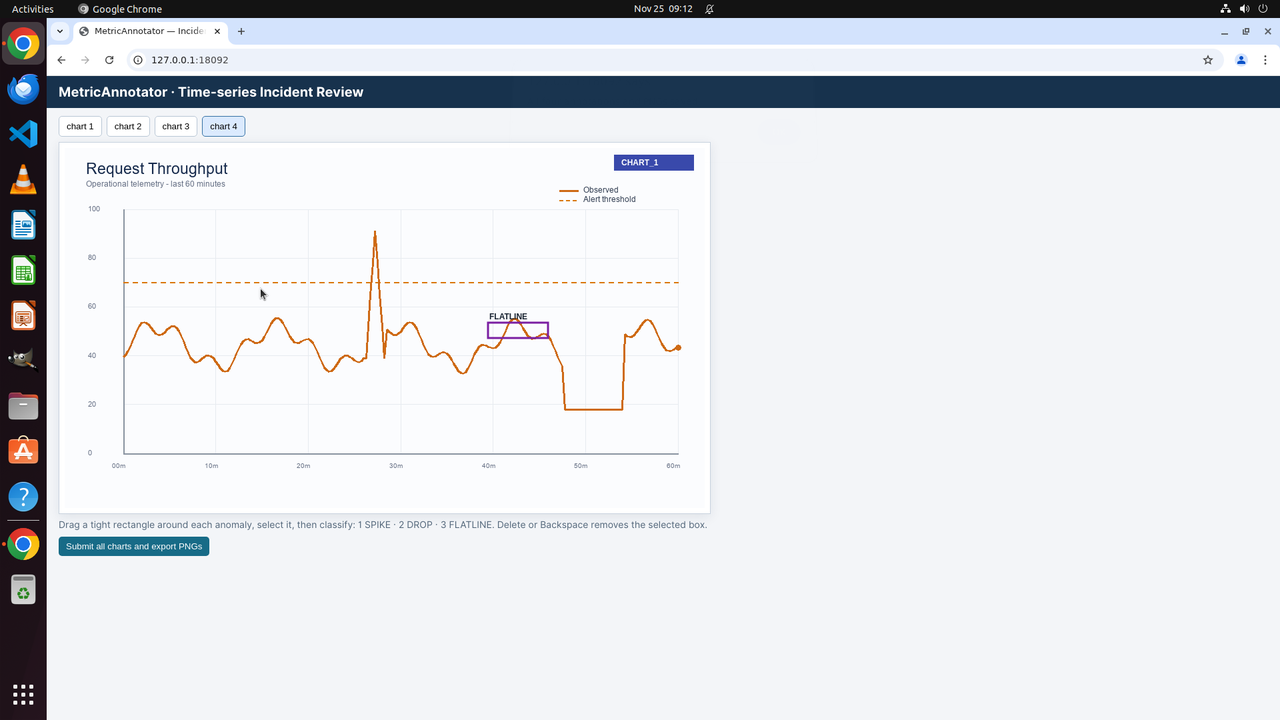 Activities
Google Chrome
Nov 25 09:12
MetricAnnotator — Incide
127.0.0.1:18092
MetricAnnotator · Time-series Incident Review
chart 1
chart 2
chart 3
chart 4
CHART_1
Request Throughput
Operational telemetry - last 60 minutes
Observed
Alert threshold
100
80
60
40
20
0
FLATLINE
00m
10m
20m
30m
40m
50m
60m
Drag a tight rectangle around each anomaly, select it, then classify: 1 SPIKE · 2 DROP · 3 FLATLINE. Delete or Backspace removes the selected box.
Submit all charts and export PNGs